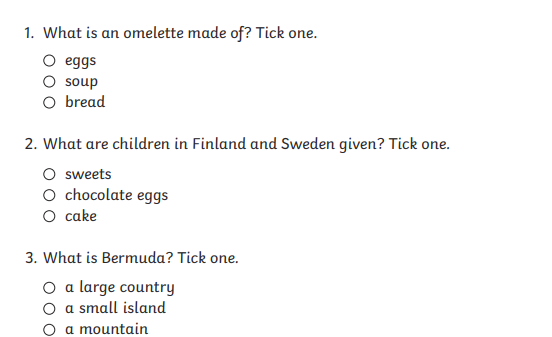 1. What is an omelette made of? Tick one.
eggs
soup
bread
2. What are children in Finland and Sweden given? Tick one.
sweets
chocolate eggs
cake
3. What is Bermuda? Tick one.
a large country
a small island
a mountain